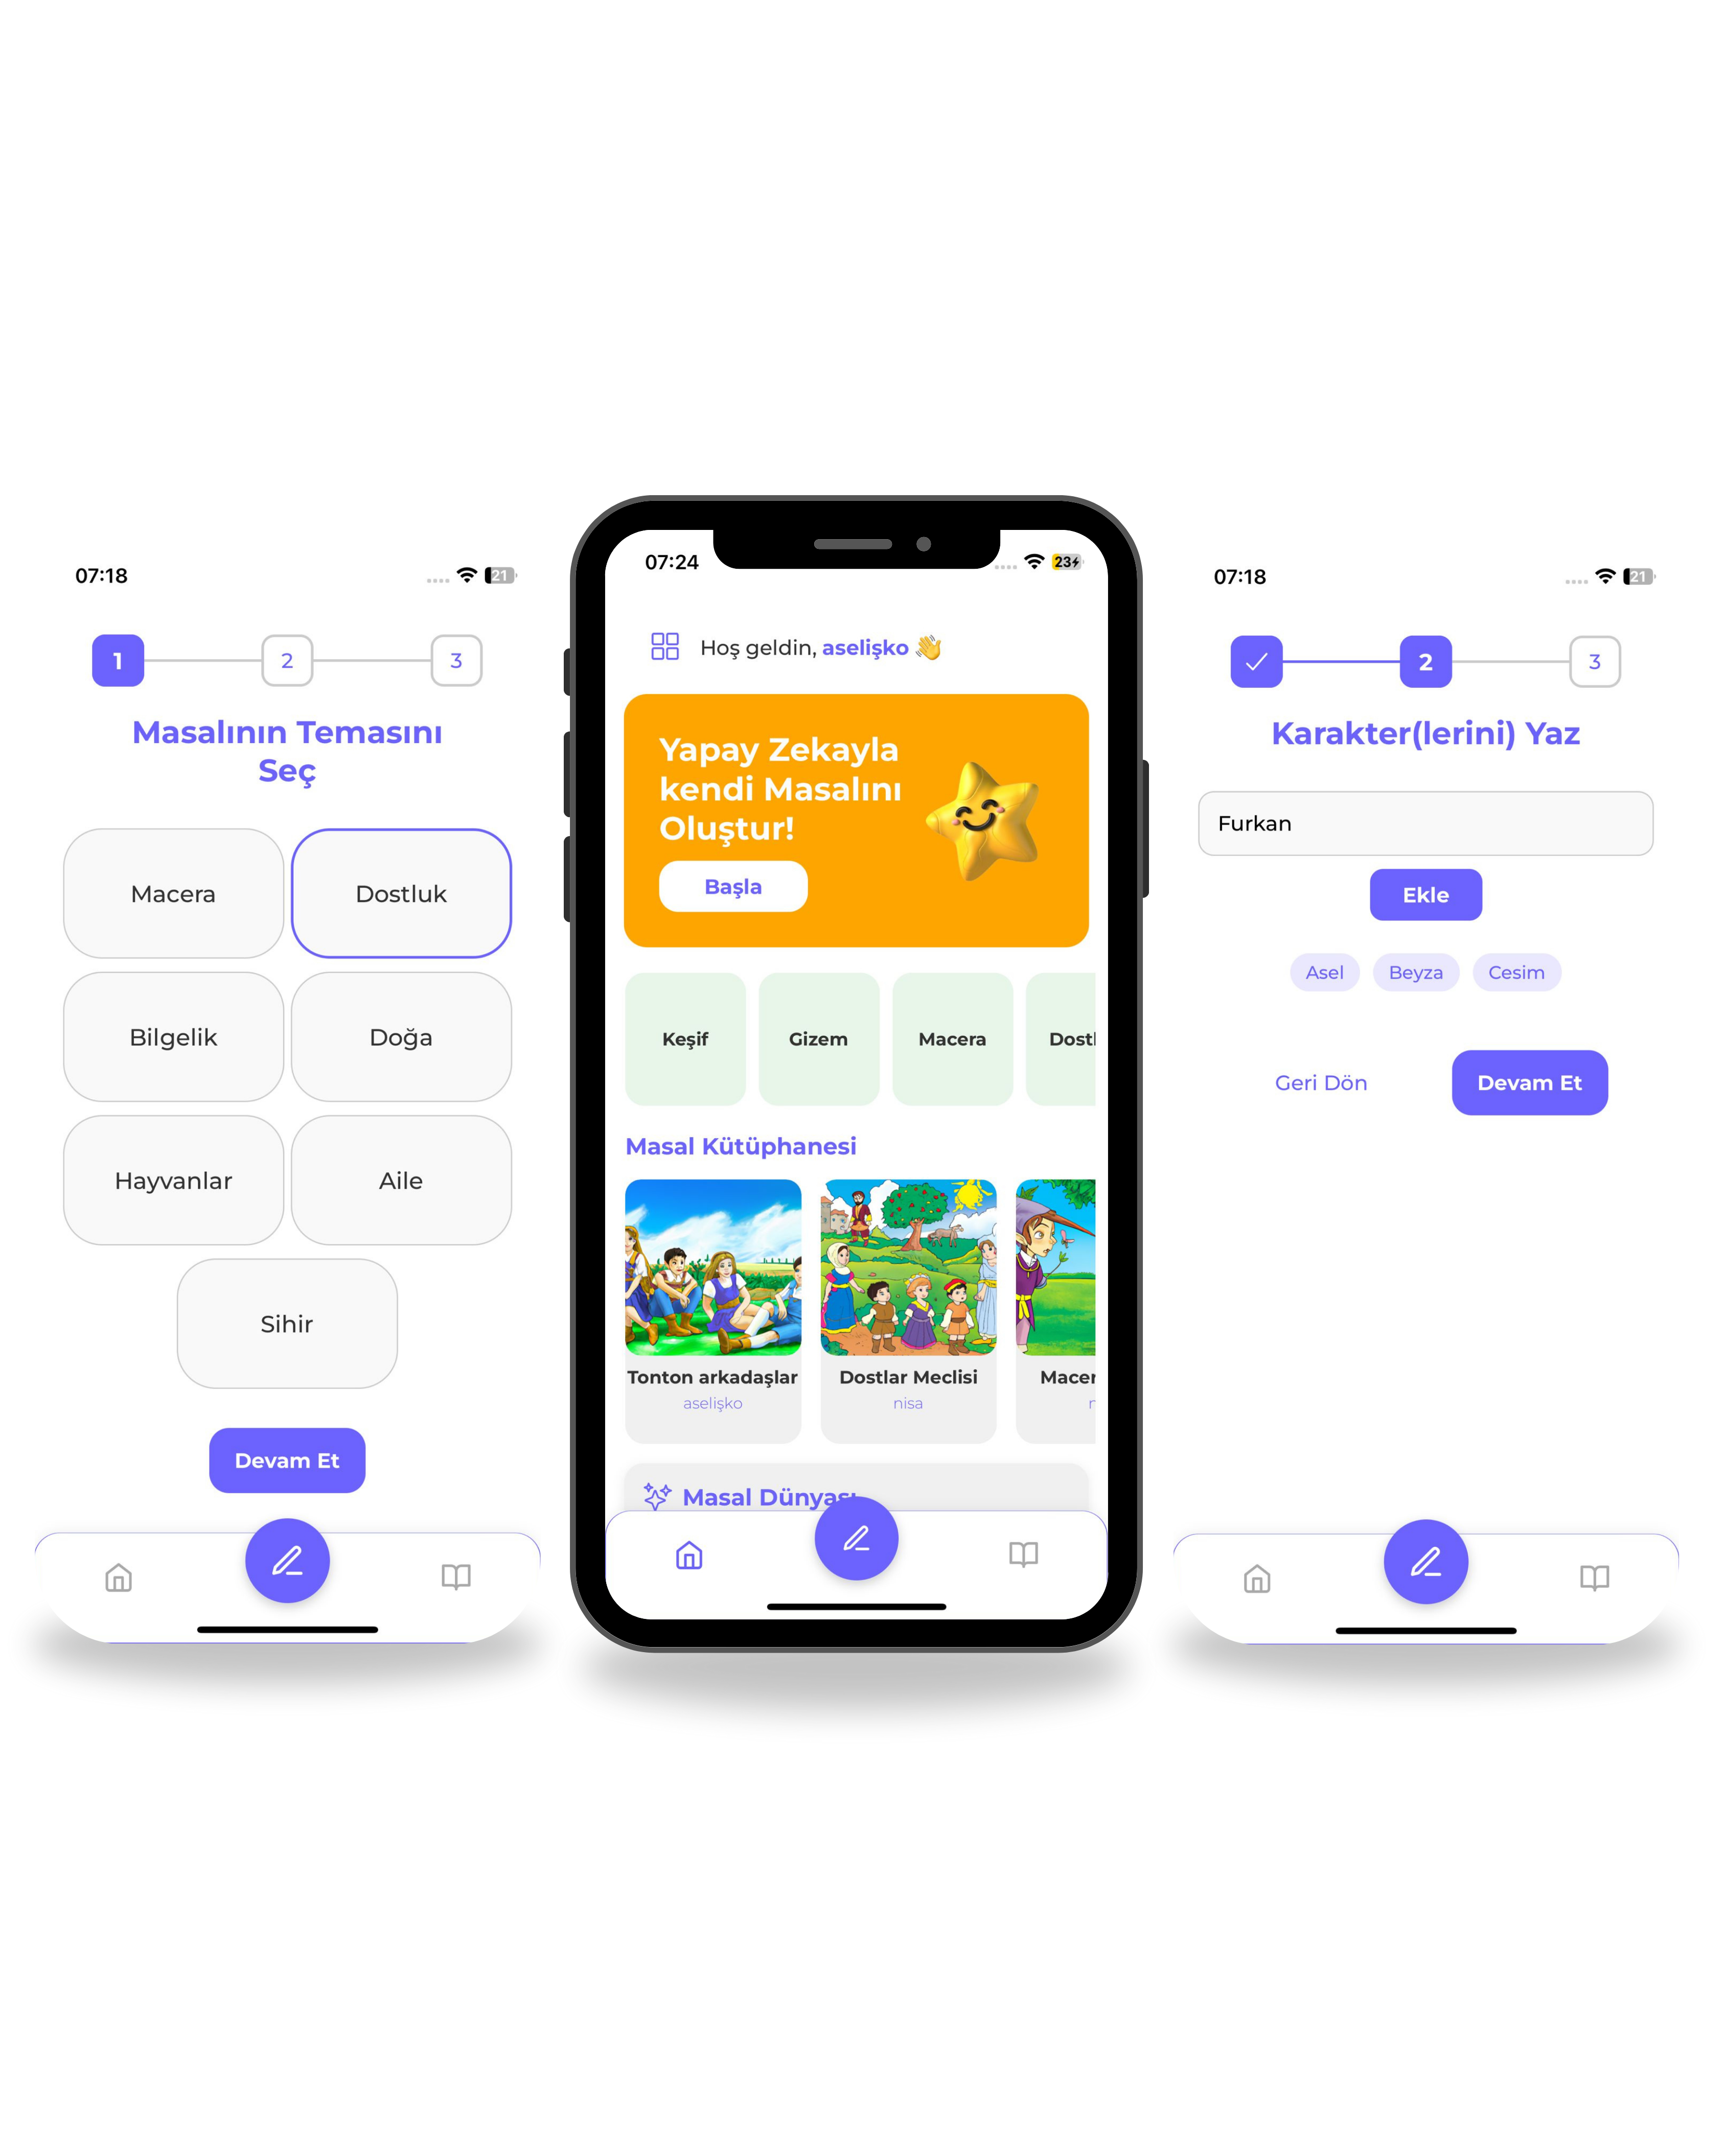 07:18
21
1
2
3
Masalının Temasını
Seç
Macera
Dostluk
Bilgelik
Doğa
Hayvanlar
Aile
Sihir
Devam Et
07:24
23
Hoş geldin, aselişko 👋
Yapay Zekayla
kendi Masalını
Oluştur!
Başla
Keşif
Gizem
Macera
Dostl
Masal Kütüphanesi
Tonton arkadaşlar
aselişko
Dostlar Meclisi
nisa
Macer
Masal Dünyası
07:18
21
2
3
Karakter(lerini) Yaz
Furkan
Ekle
Asel
Beyza
Cesim
Geri Dön
Devam Et